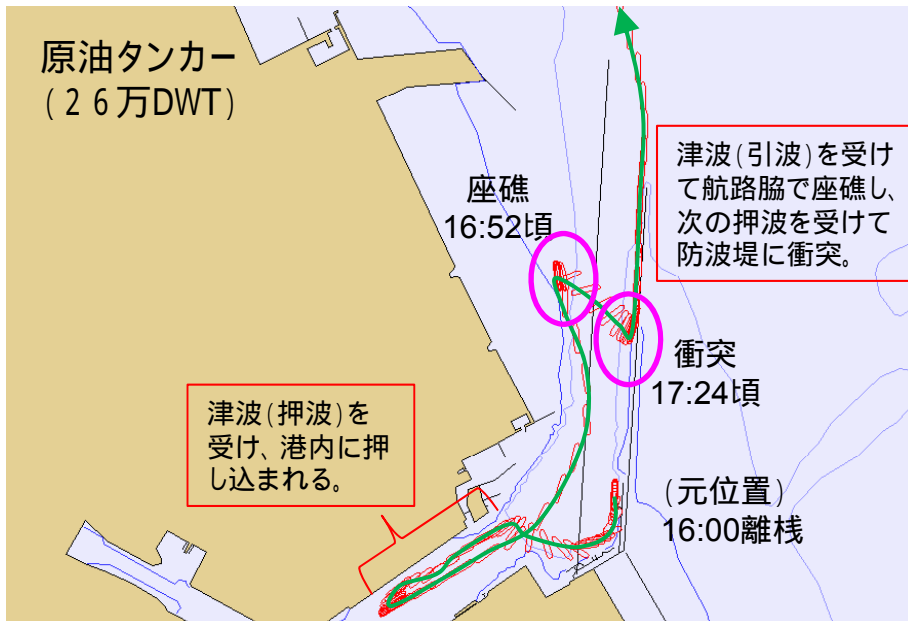 原油タンカー
(26万DWT)
津波(引波)を受け
て航路脇で座礁し、
次の押波を受けて
防波堤に衝突。
座礁
16:52頃
衝突
17:24頃
津波(押波)を
受け、港内に押
し込まれる。
(元位置)
16:00離桟